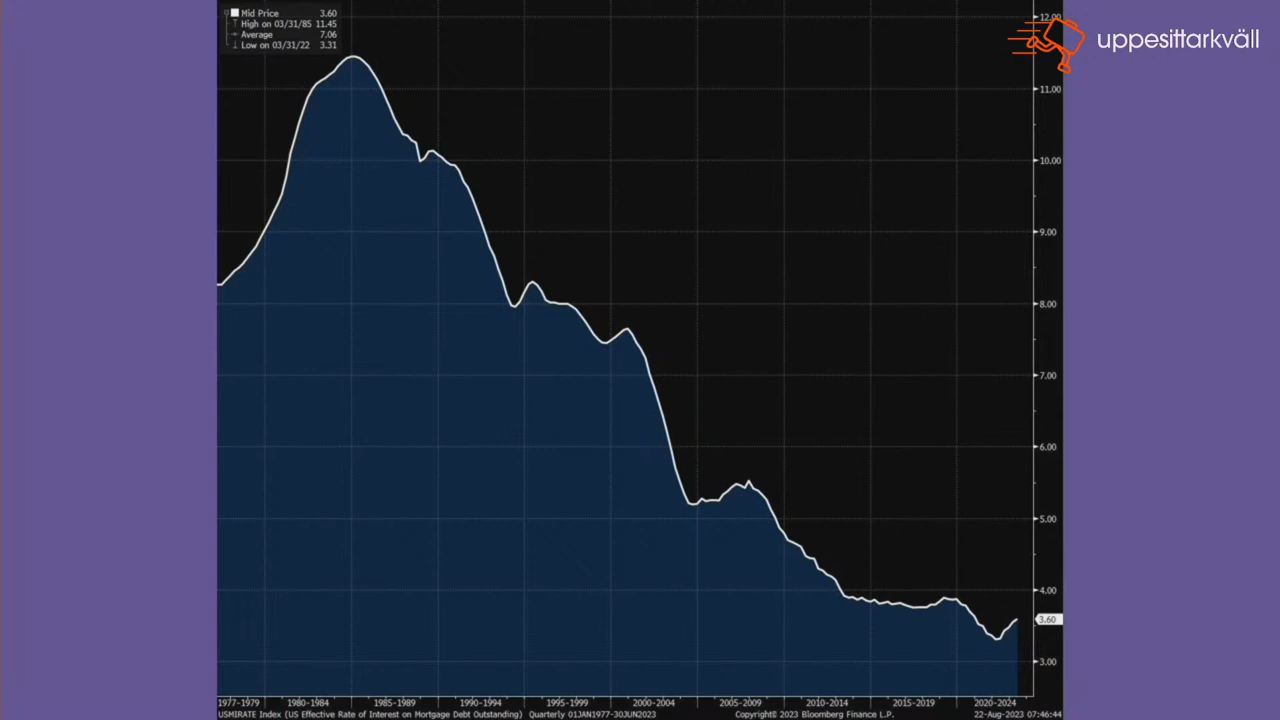 Mid Price 3.60
High on 03/31/85 11.45
Average 7.06
Low on 03/31/22 3.31
uppesittarkväll
12.00
11.00
10.00
9.00
8.00
7.00
6.00
5.00
4.00
3.60
3.00
1977-1979 1980-1984 1985-1989 1990-1994 1995-1999 2000-2004 2005-2009 2010-2014 2015-2019 2020-2024
USMIRATE Index (US Effective Rate of Interest on Mortgage Debt Outstanding) Quarterly 01JAN1977-30JUN2023 Copyright© 2023 Bloomberg Finance L.P. 22-Aug-2023 07:46:44